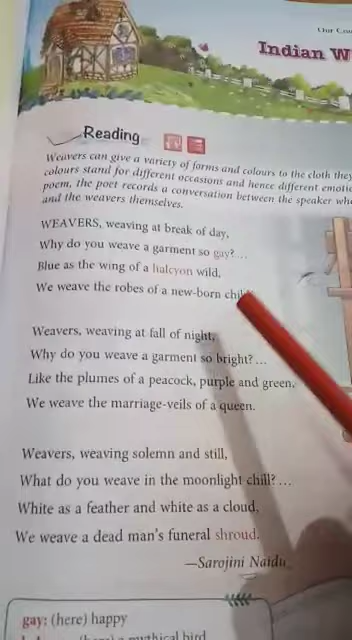 OUR COU
Indian W
Reading
Weavers can give a variety of forms and colours to the cloth they
colours stand for different occasions and hence different emoti
poem, the poet records a conversation between the speaker wh
and the weavers themselves.
WEAVERS, weaving at break of day,
Why do you weave a garment so gay?...
Blue as the wing of a halcyon wild,
We weave the robes of a new-born chil
Weavers, weaving at fall of night,
Why do you weave a garment so bright?...
Like the plumes of a peacock, purple and green,
We weave the marriage-veils of a queen.
Weavers, weaving solemn and still,
What do you weave in the moonlight chill?...
White as a feather and white as a cloud,
We weave a dead man's funeral shroud.
—Sarojini Naidu
gay: (here) happy
(here) a mythical bird